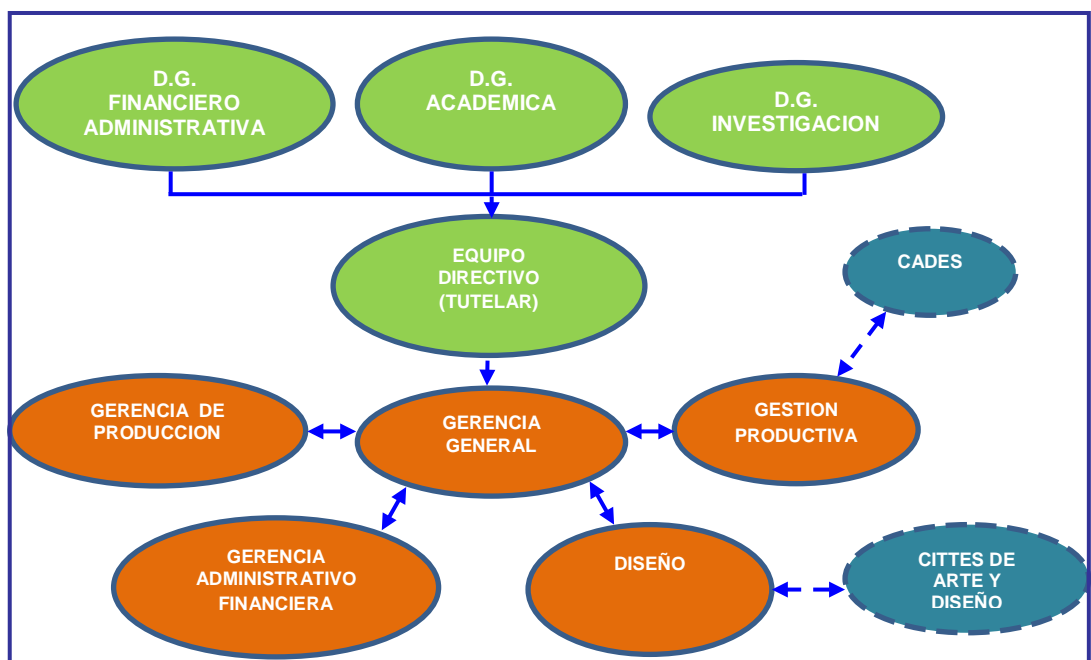 D.G.
FINANCIERO
ADMINISTRATIVA
D.G.
ACADEMICA
D.G.
INVESTIGACION
EQUIPO
DIRECTIVO
(TUTELAR)
CADES
GERENCIA DE
PRODUCCION
GERENCIA
GENERAL
GESTION
PRODUCTIVA
GERENCIA
ADMINISTRATIVO
FINANCIERA
DISEÑO
CITTES DE
ARTE Y
DISEÑO